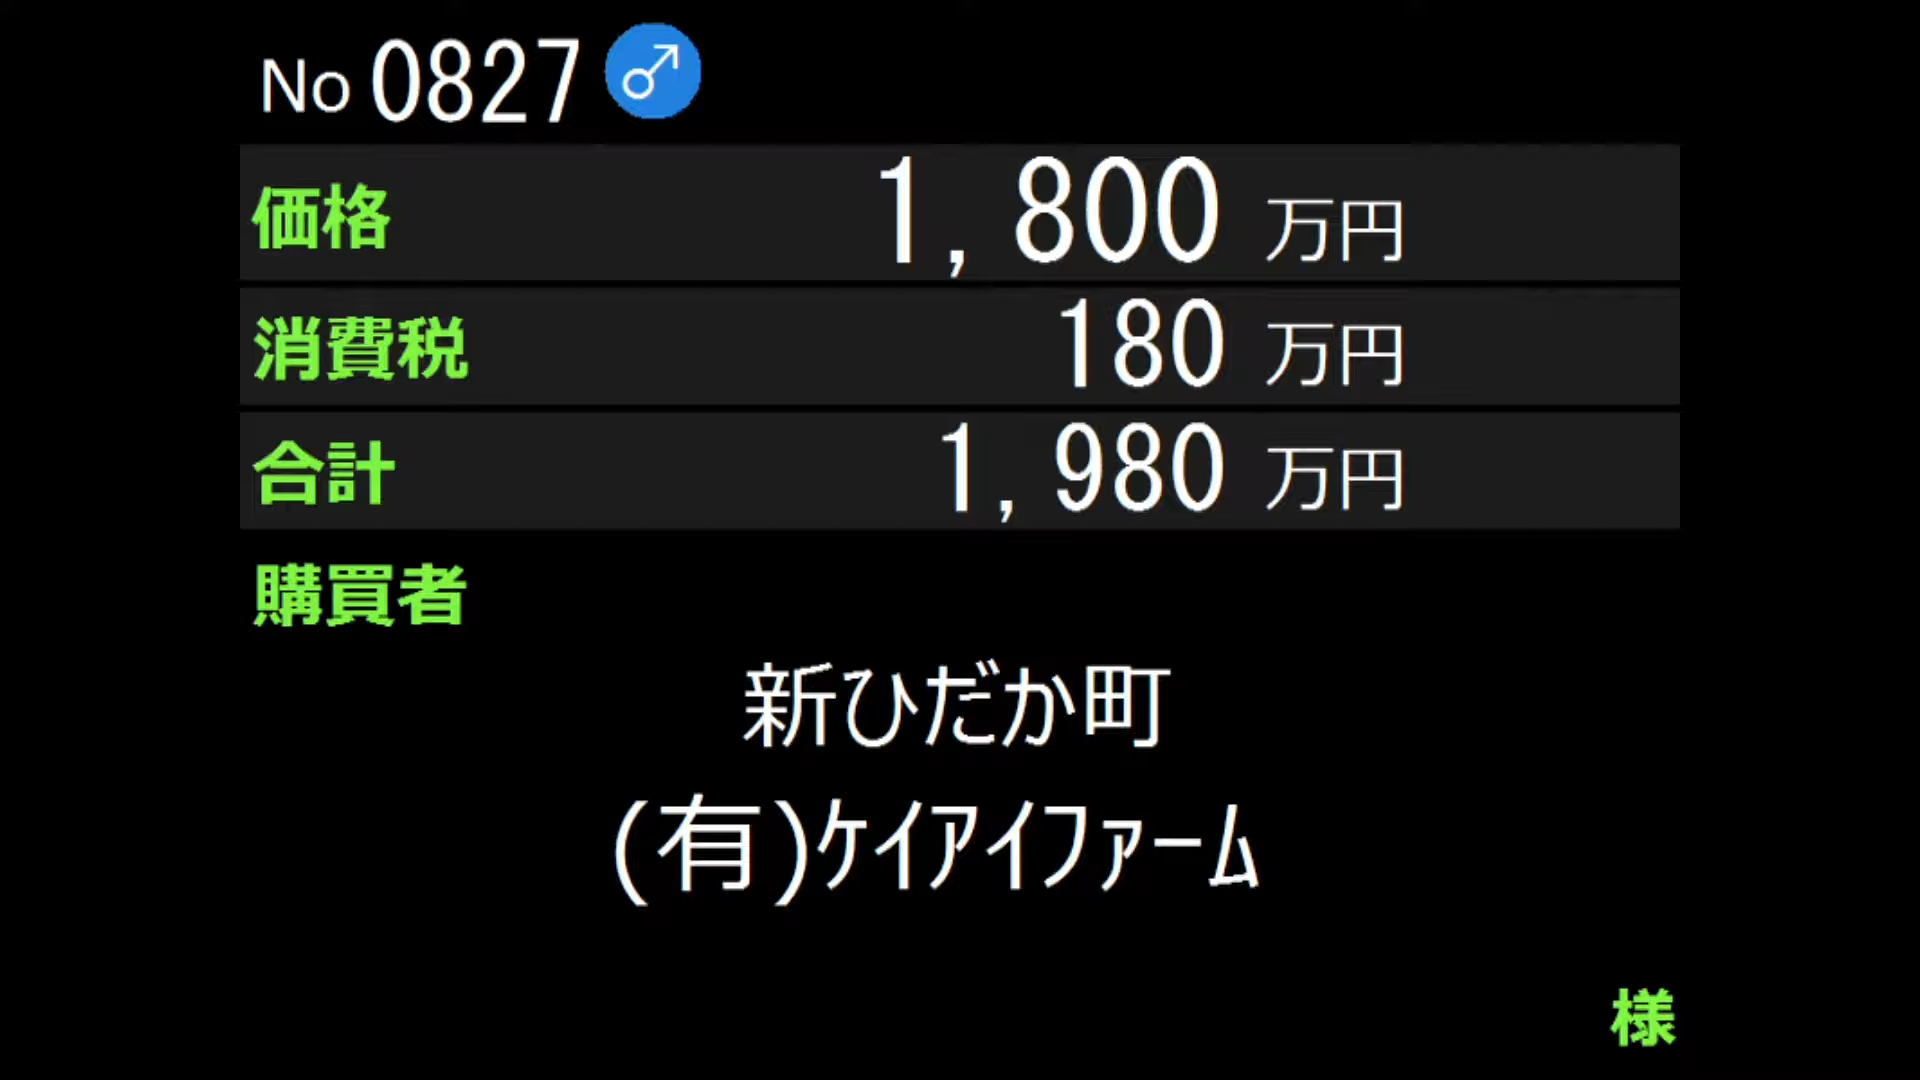 No 0827 ♂
価格 1,800 万円
消費税 180 万円
合計 1,980 万円
購買者
新ひだか町
(有)ｹｲｱｲﾌｧｰﾑ
様